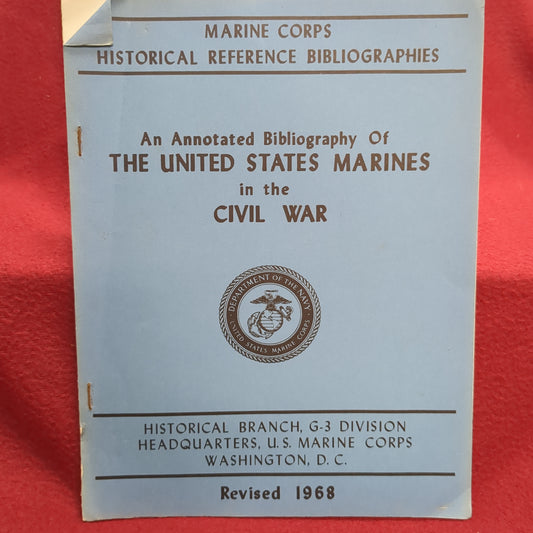 MARINE CORPS
HISTORICAL REFERENCE BIBLIOGRAPHIES
An Annotated Bibliography Of
THE UNITED STATES MARINES
in the
CIVIL WAR
DEPARTMENT OF THE NAVY
UNITED STATES MARINE CORPS
HISTORICAL BRANCH, G-3 DIVISION
HEADQUARTERS, U.S. MARINE CORPS
WASHINGTON, D. C.
Revised 1968